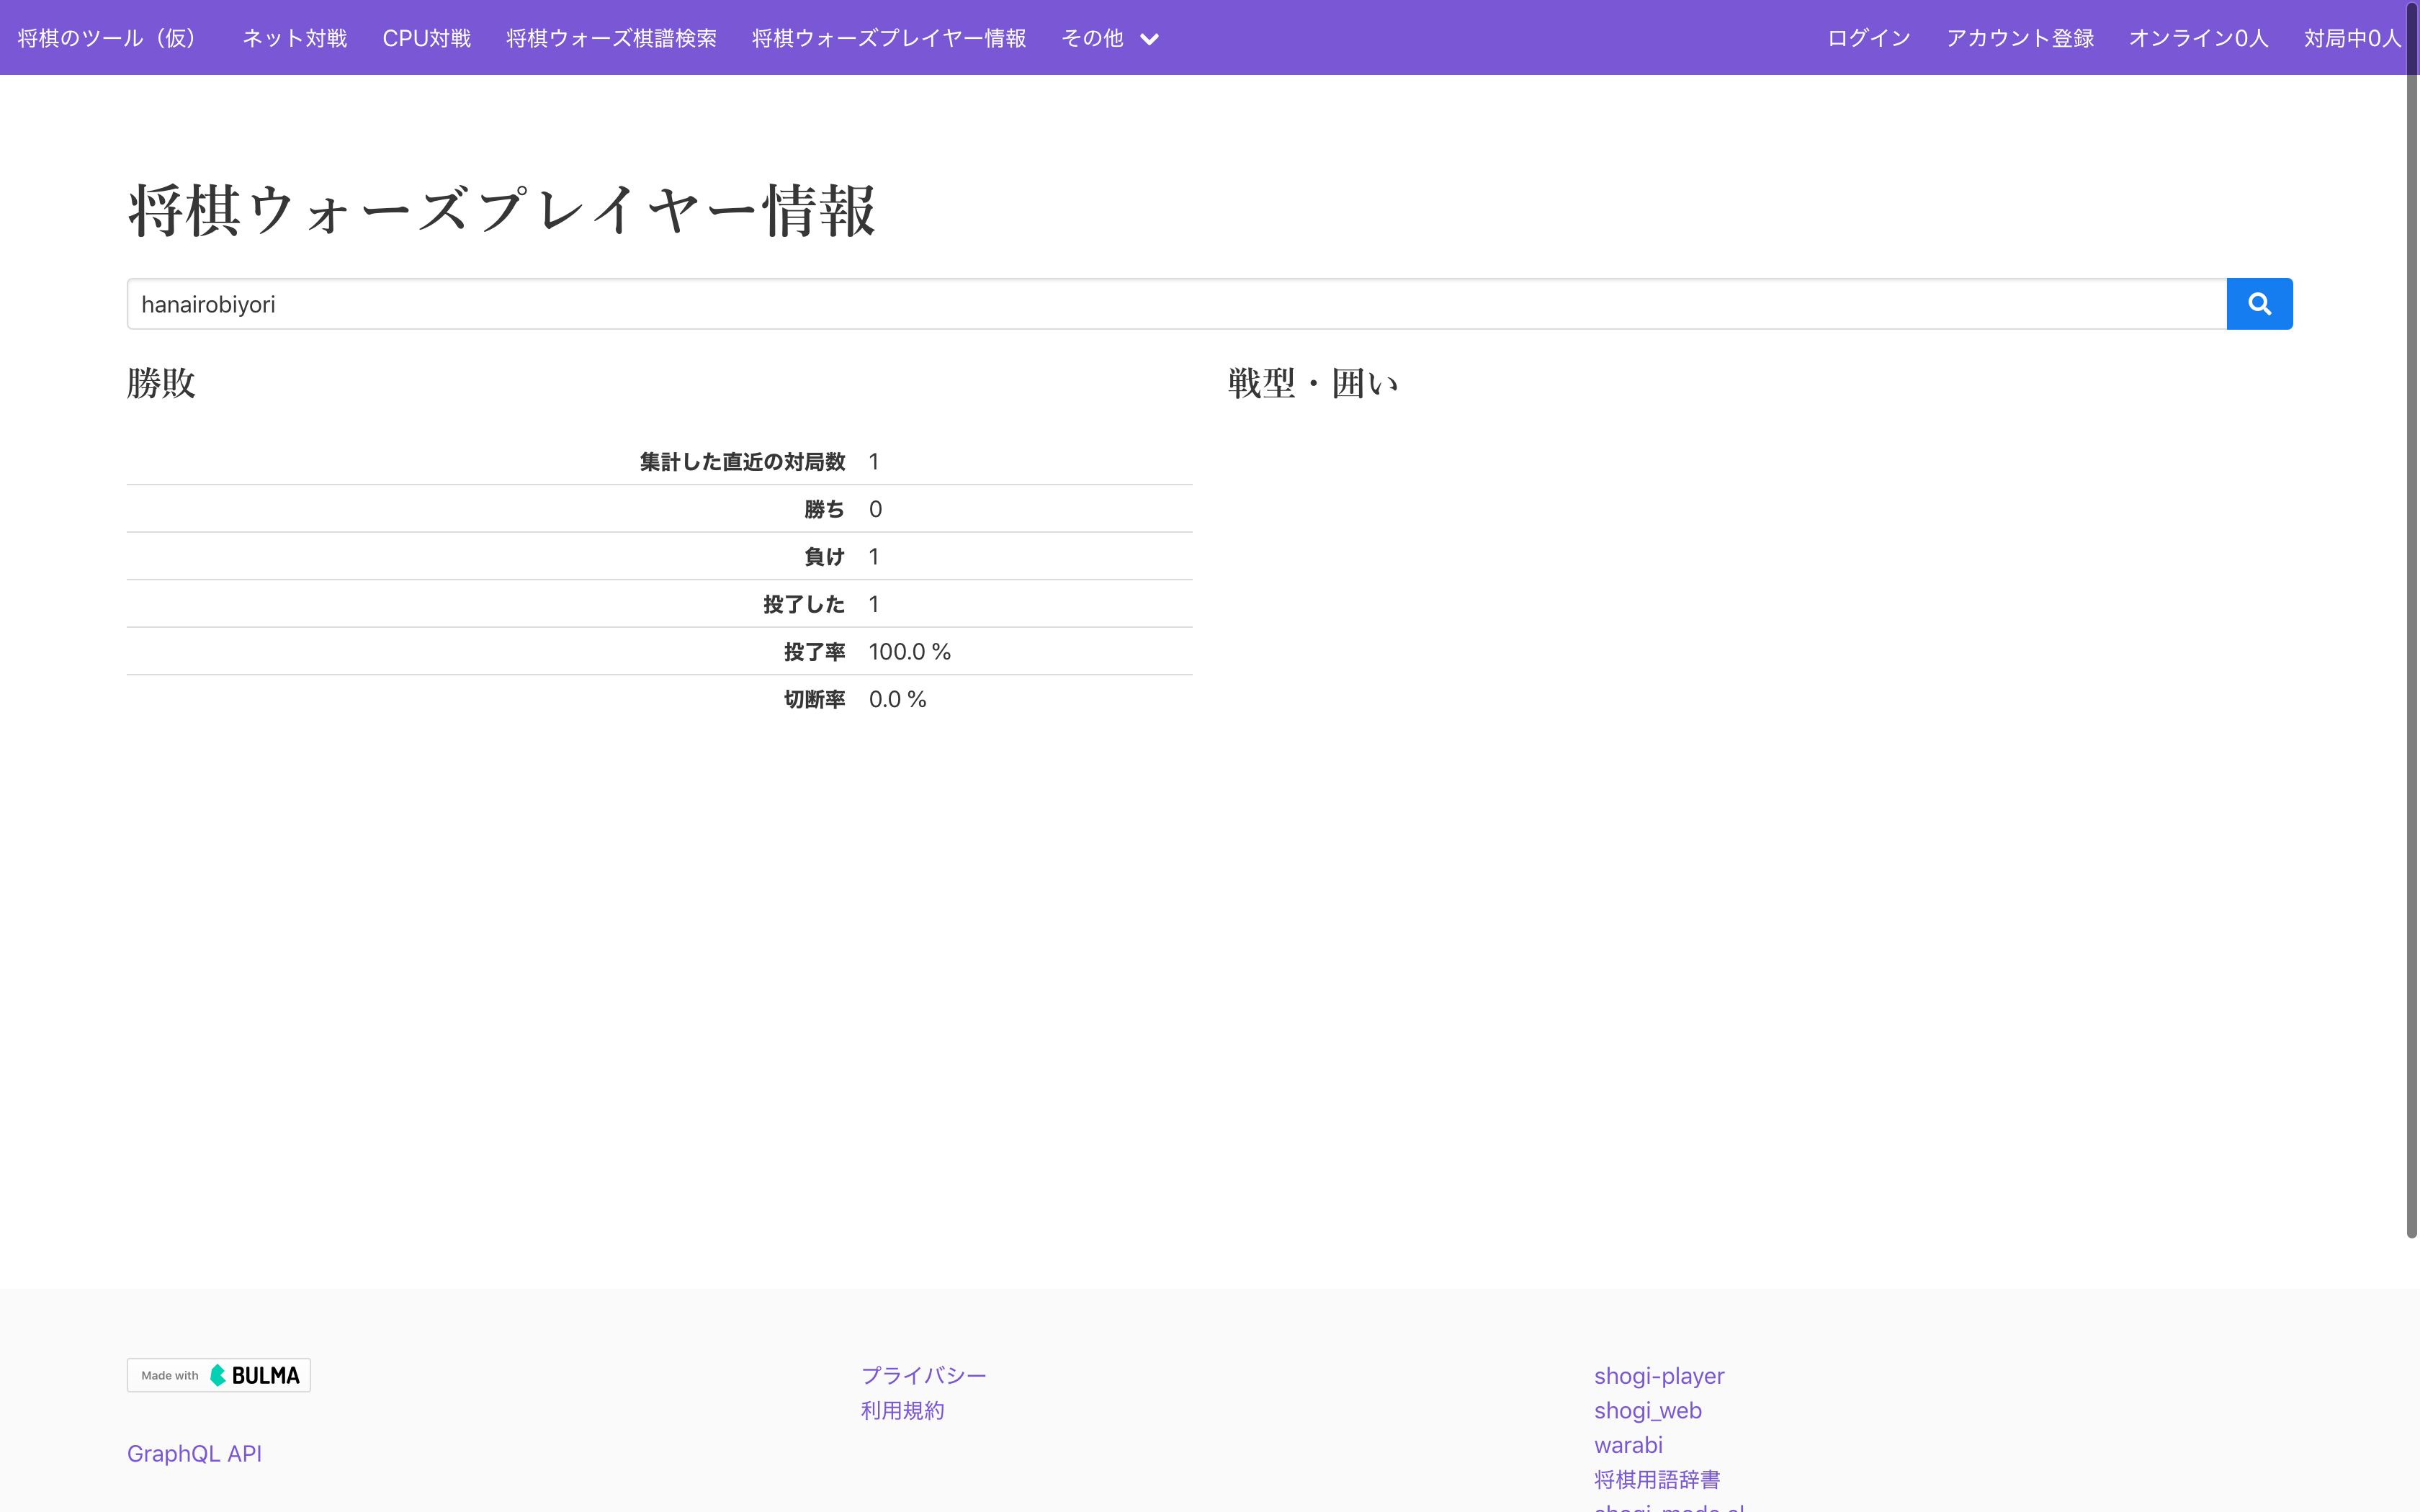 将棋のツール（仮） ネット対戦 CPU対戦 将棋ウォーズ棋譜検索 将棋ウォーズプレイヤー情報 その他 ログイン アカウント登録 オンライン0人 対局中0人
将棋ウォーズプレイヤー情報
hanairobiyori
勝敗
集計した直近の対局数 1
勝ち 0
負け 1
投了した 1
投了率 100.0 %
切断率 0.0 %
戦型・囲い
Made with BULMA
GraphQL API
プライバシー
利用規約
shogi-player
shogi_web
warabi
将棋用語辞書